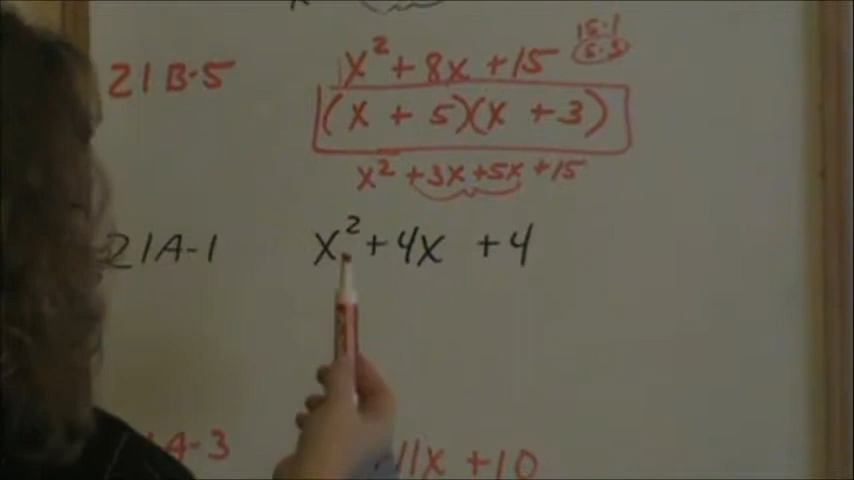 15·1
21B·5 x² + 8x + 15 5·3
(x + 5)(x + 3)
x² + 3x + 5x + 15
21A-1 x² + 4x + 4
A-3 11x + 10